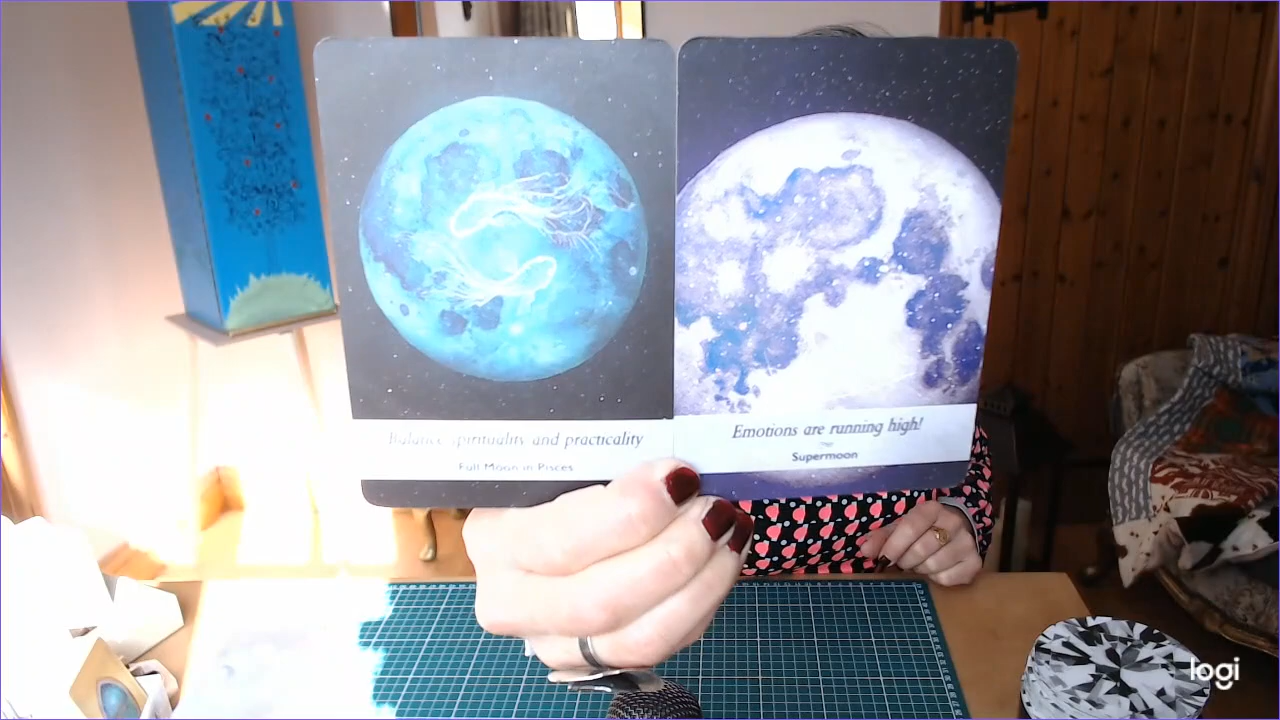 Balance spirituality and practicality
Full Moon in Pisces
Emotions are running high!
Supermoon
logi